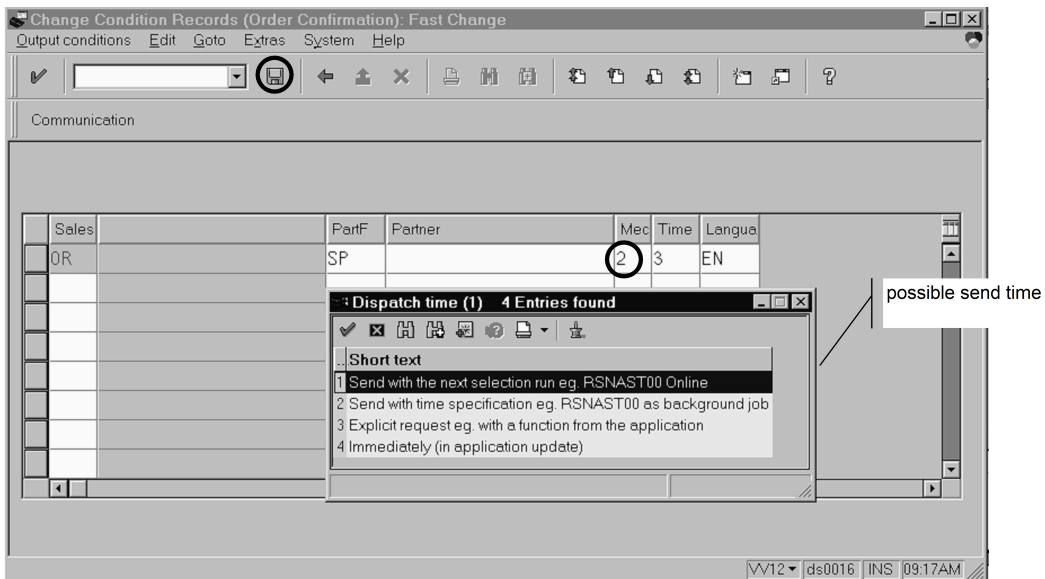 Change Condition Records (Order Confirmation): Fast Change
Output conditions Edit Goto Extras System Help
Communication
Sales PartF Partner Mec Time Langua
OR SP 2 3 EN
possible send time
Dispatch time (1) 4 Entries found
.. Short text
1 Send with the next selection run eg. RSNAST00 Online
2 Send with time specification eg. RSNAST00 as background job
3 Explicit request eg. with a function from the application
4 Immediately (in application update)
VV12 ds0016 INS 09:17AM